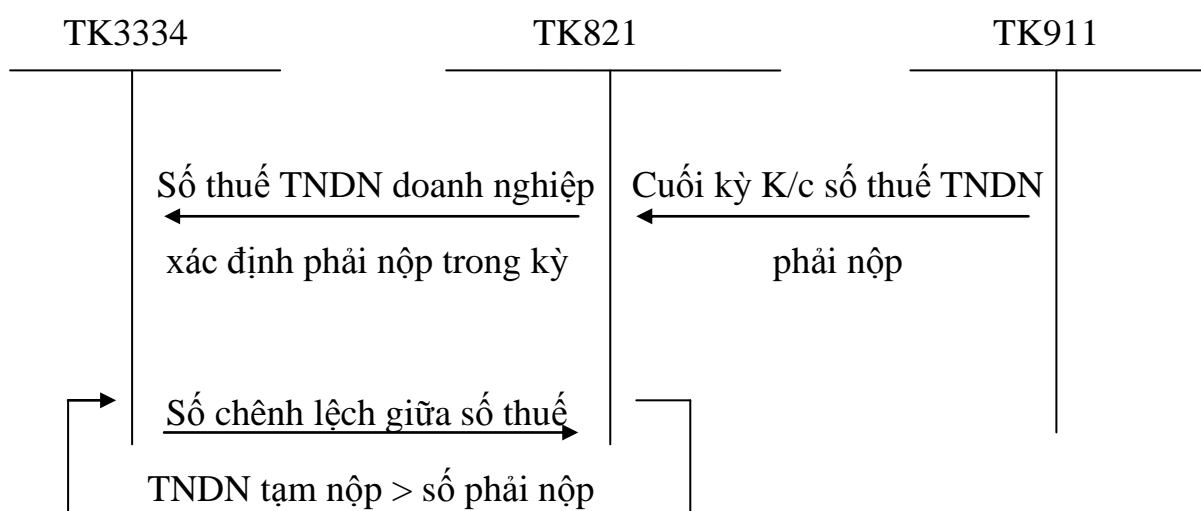 TK3334 TK821 TK911
Số thuế TNDN doanh nghiệp Cuối kỳ K/c số thuế TNDN
xác định phải nộp trong kỳ phải nộp
Số chênh lệch giữa số thuế
TNDN tạm nộp > số phải nộp